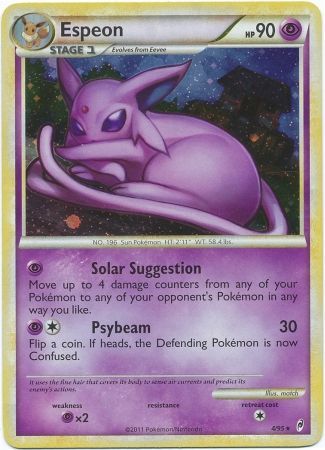 Espeon HP 90
STAGE 1 Evolves from Eevee
NO. 196 Sun Pokémon HT: 2'11" WT: 58.4 lbs.
Solar Suggestion
Move up to 4 damage counters from any of your
Pokémon to any of your opponent's Pokémon in any
way you like.
Psybeam 30
Flip a coin. If heads, the Defending Pokémon is now
Confused.
It uses the fine hair that covers its body to sense air currents and predict its
enemy's actions.
Illus. match
weakness resistance retreat cost
×2
4/95 ★
©2011 Pokémon/Nintendo